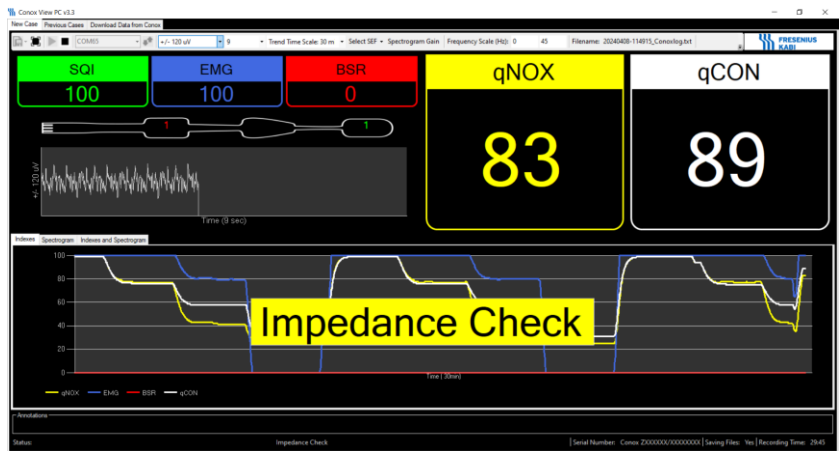 Conox View PC v3.3
New Case Previous Cases Download Data from Conox
COM65 +/- 120 uV 9 Trend Time Scale: 30 m Select SEF Spectrogram Gain Frequency Scale (Hz): 0 45 Filename: 20240408-114915_Conoxlog.txt
FRESENIUS
KABI
SQI EMG BSR qNOX qCON
100 100 0 83 89
1 1
+/- 120 uV
Time (9 sec)
Indexes Spectrogram Indexes and Spectrogram
100
80
60
40
20
0
Impedance Check
Time ( 30min)
qNOX EMG BSR qCON
Annotations
Status: Impedance Check Serial Number: Conox ZXXXXXX/XXXXXXXX Saving Files: Yes Recording Time: 29:45